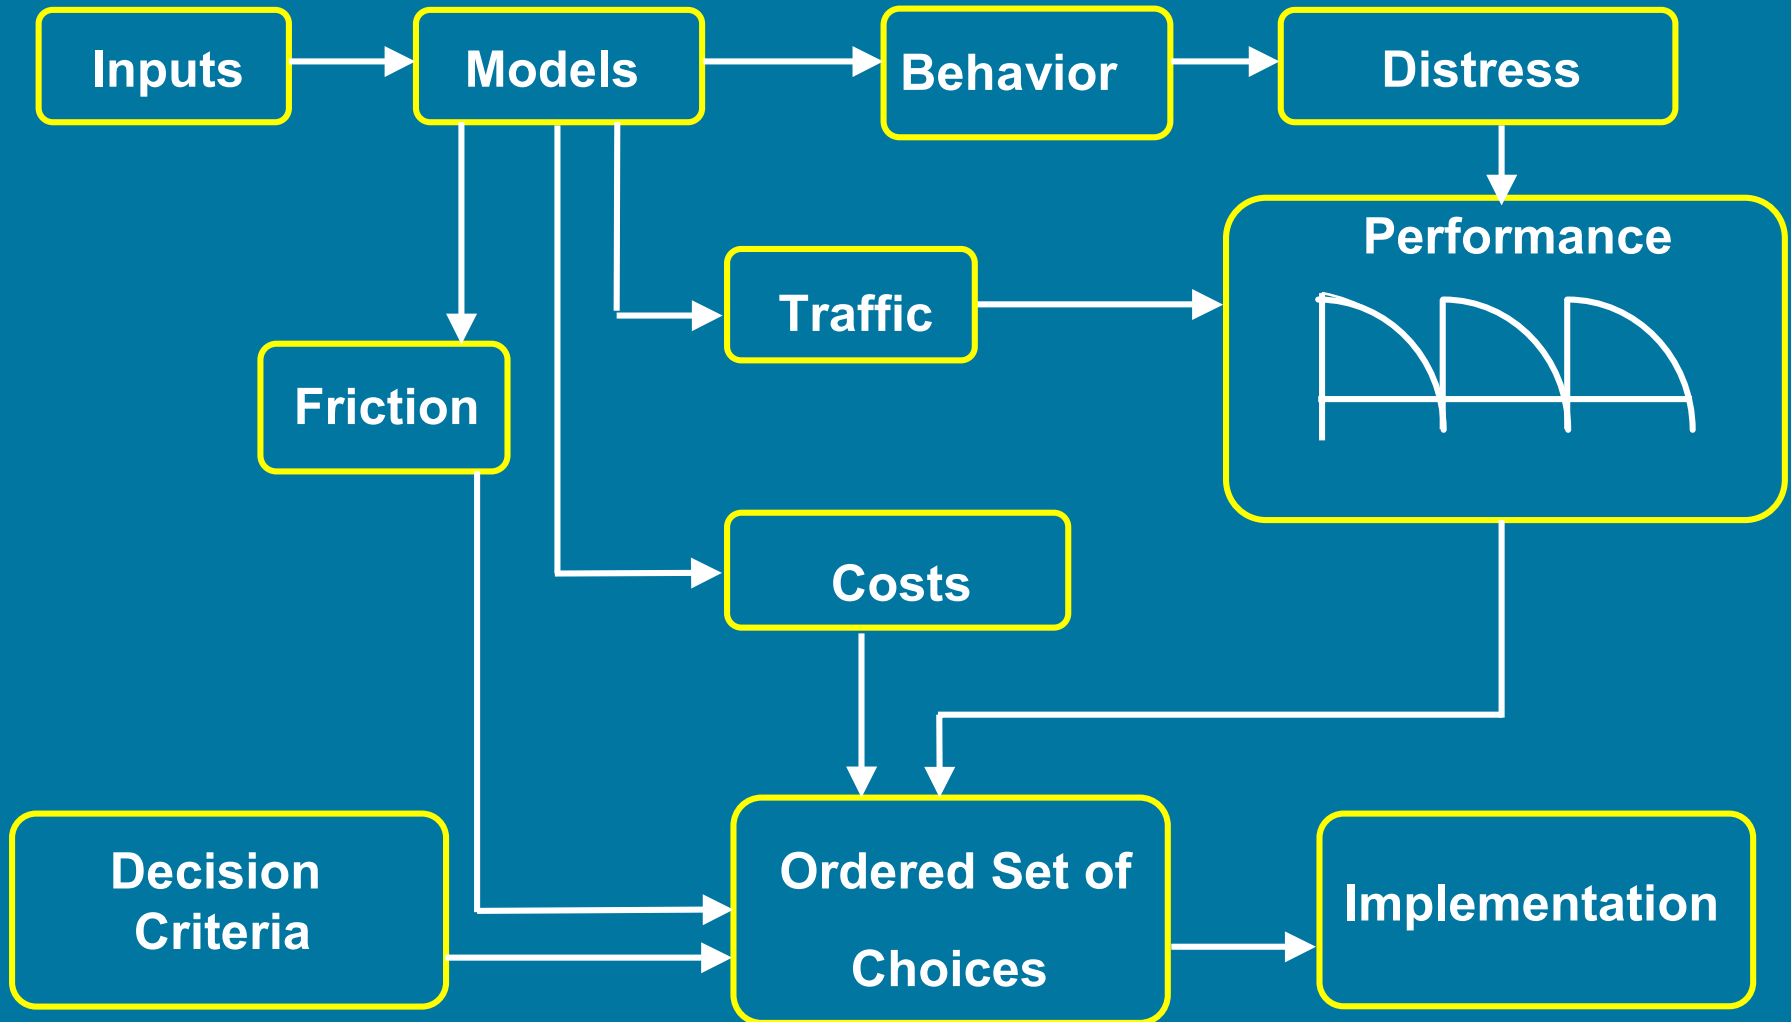 Inputs
Models
Behavior
Distress
Performance
Traffic
Friction
Costs
Decision
Criteria
Ordered Set of
Choices
Implementation